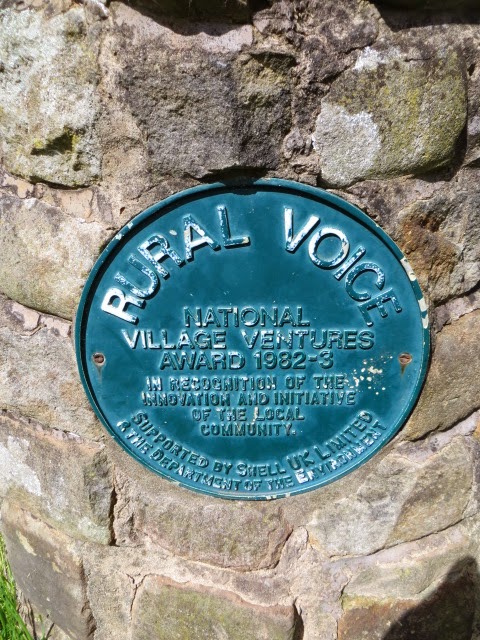 RURAL VOICE
NATIONAL
VILLAGE VENTURES
AWARD 1982-3
IN RECOGNITION OF THE
INNOVATION AND INITIATIVE
OF THE LOCAL
COMMUNITY.
SUPPORTED BY SHELL UK LIMITED
& THE DEPARTMENT OF THE ENVIRONMENT